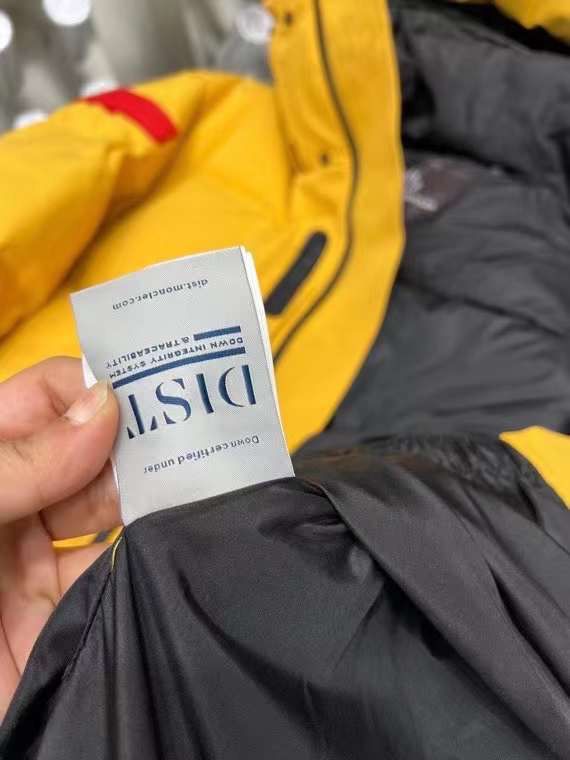 Down certified under
DIST
DOWN INTEGRITY SYSTEM
& TRACEABILITY
dist.moncler.com